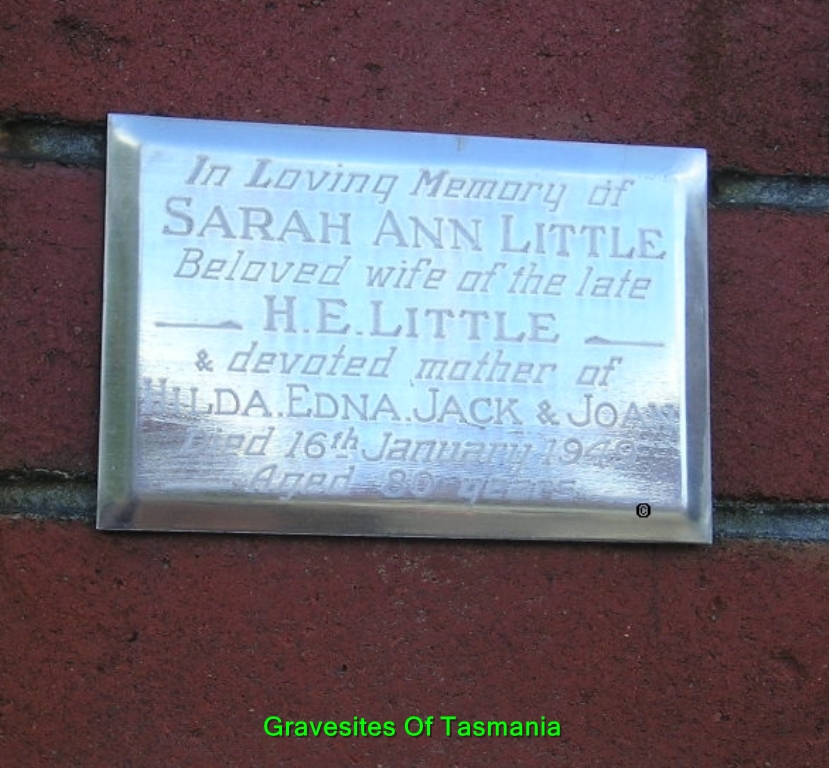 In Loving Memory of
SARAH ANN LITTLE
Beloved wife of the late
H.E. LITTLE
& devoted mother of
HILDA. EDNA. JACK & JOAN
Died 16th January 1949
Aged 80 years
©
Gravesites Of Tasmania